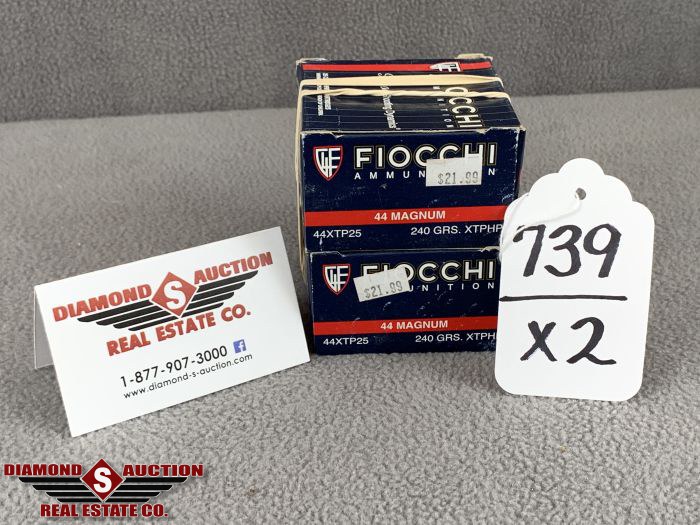 FIOCCHI
AMMUNITION
$21.99
44 MAGNUM
44XTP25 240 GRS. XTPHP
FIOCCHI
$21.99
44 MAGNUM
44XTP25 240 GRS. XTPH
739
X2
DIAMOND S AUCTION
REAL ESTATE CO.
1-877-907-3000
www.diamond-s-auction.com
DIAMOND S AUCTION
REAL ESTATE CO.